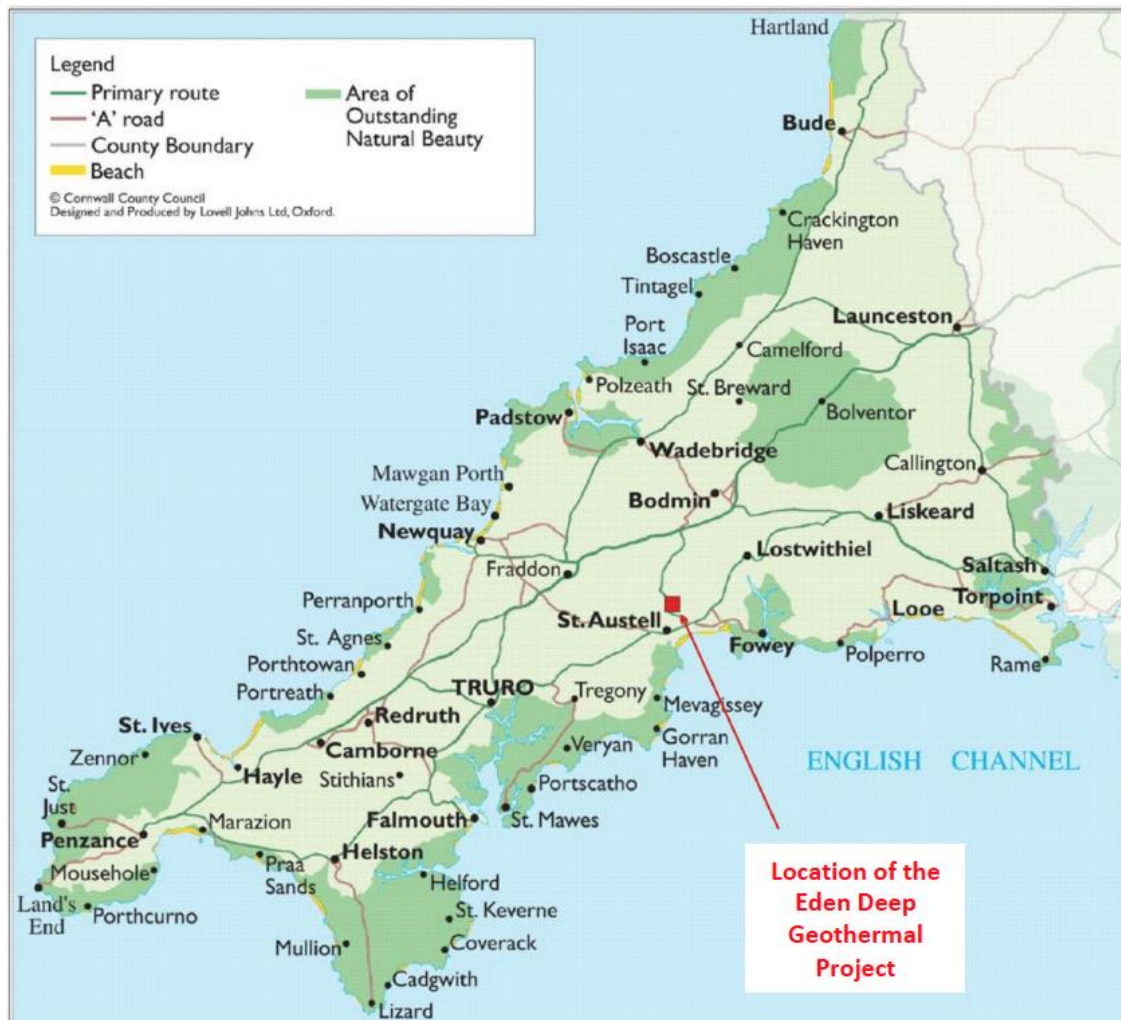 Hartland
Legend
Primary route
'A' road
County Boundary
Beach
Area of
Outstanding
Natural Beauty
© Cornwall County Council
Designed and Produced by Lovell Johns Ltd, Oxford.
Bude
Crackington
Haven
Boscastle
Tintagel
Launceston
Port
Isaac
Camelford
Polzeath
St. Breward
Padstow
Bolventor
Wadebridge
Callington
Mawgan Porth
Bodmin
Watergate Bay
Liskeard
Newquay
Lostwithiel
Fraddon
Saltash
Torpoint
Perranporth
Looe
St. Austell
St. Agnes
Fowey
Polperro
Rame
Porthtowan
Portreath
TRURO
Tregony
Mevagissey
Redruth
St. Ives
Gorran
Haven
Zennor
Camborne
Veryan
ENGLISH CHANNEL
Hayle
Stithians
Portscatho
St.
Just
Falmouth
St. Mawes
Marazion
Penzance
Helston
Mousehole
Praa
Sands
Helford
Land's
End
Porthcurno
St. Keverne
Mullion
Coverack
Cadgwith
Lizard
Location of the
Eden Deep
Geothermal
Project